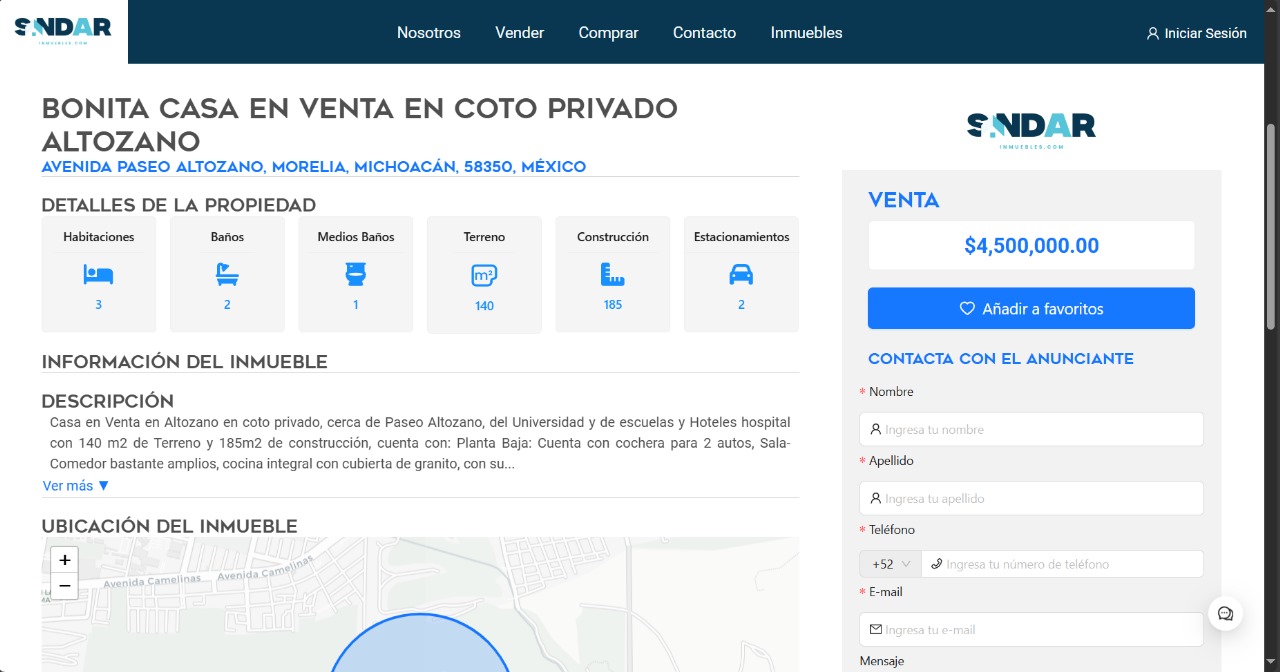 SANDAR
INMUEBLES.COM
Nosotros
Vender
Comprar
Contacto
Inmuebles
Iniciar Sesión
BONITA CASA EN VENTA EN COTO PRIVADO
ALTOZANO
AVENIDA PASEO ALTOZANO, MORELIA, MICHOACÁN, 58350, MÉXICO
DETALLES DE LA PROPIEDAD
Habitaciones
3
Baños
2
Medios Baños
1
Terreno
m²
140
Construcción
185
Estacionamientos
2
INFORMACIÓN DEL INMUEBLE
DESCRIPCIÓN
Casa en Venta en Altozano en coto privado, cerca de Paseo Altozano, del Universidad y de escuelas y Hoteles hospital
con 140 m2 de Terreno y 185m2 de construcción, cuenta con: Planta Baja: Cuenta con cochera para 2 autos, Sala-
Comedor bastante amplios, cocina integral con cubierta de granito, con su...
Ver más ▼
UBICACIÓN DEL INMUEBLE
+
−
Avenida Camelinas
Avenida Camelinas
SANDAR
INMUEBLES.COM
VENTA
$4,500,000.00
Añadir a favoritos
CONTACTA CON EL ANUNCIANTE
* Nombre
Ingresa tu nombre
* Apellido
Ingresa tu apellido
* Teléfono
+52
Ingresa tu número de teléfono
* E-mail
Ingresa tu e-mail
Mensaje